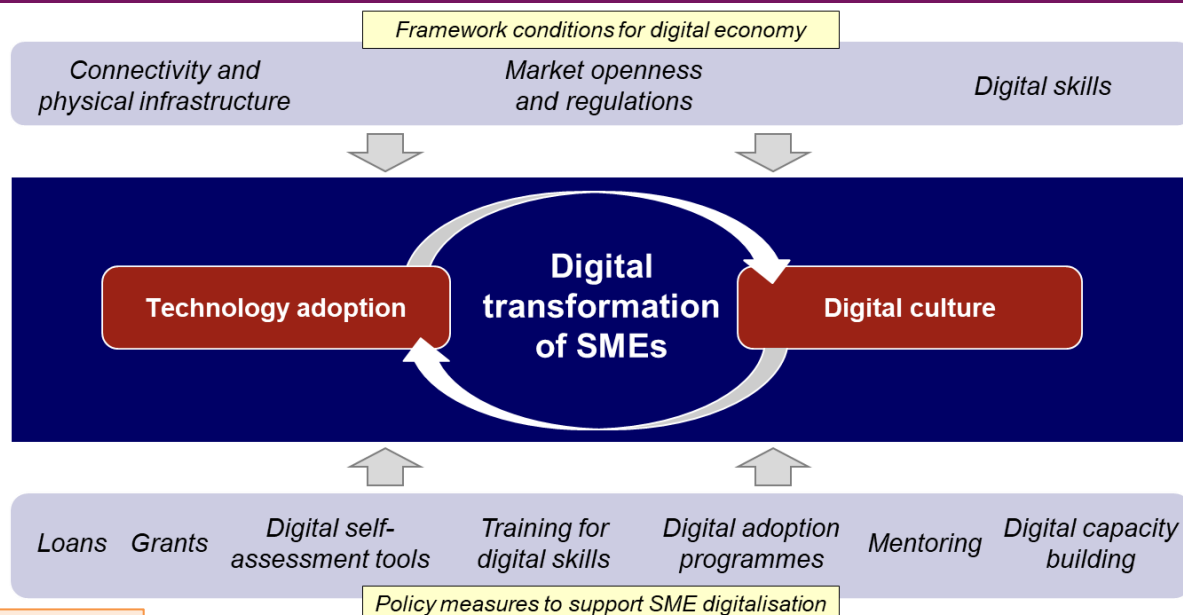 Framework conditions for digital economy
Connectivity and
physical infrastructure
Market openness
and regulations
Digital skills
Technology adoption
Digital
transformation
of SMEs
Digital culture
Loans
Grants
Digital self-
assessment tools
Training for
digital skills
Digital adoption
programmes
Mentoring
Digital capacity
building
Policy measures to support SME digitalisation